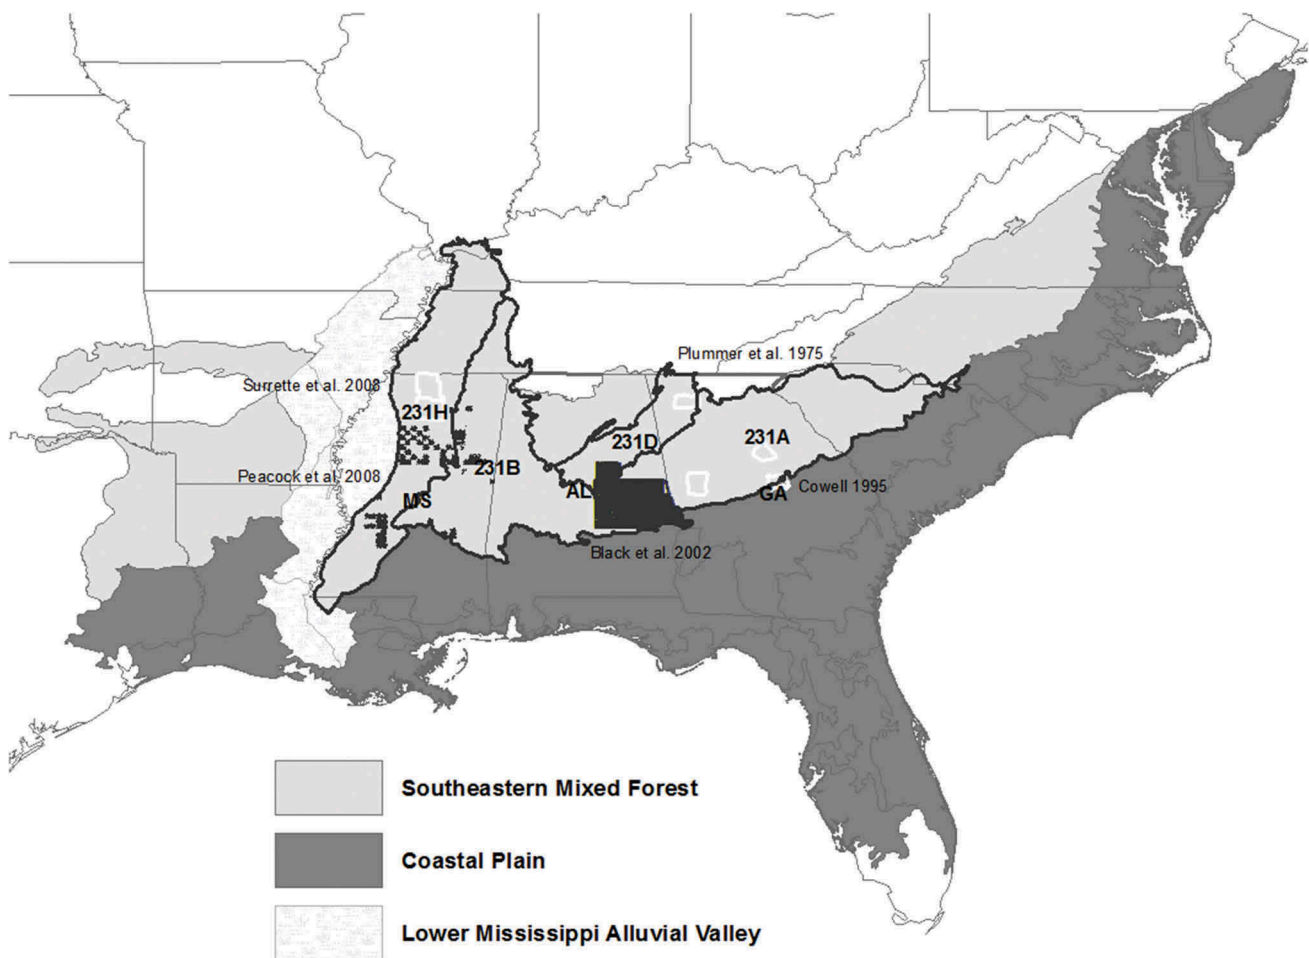 Plummer et al. 1975
Surrette et al. 2008
231H
231D
231A
231B
Peacock et al. 2008
MS
AL
GA
Cowell 1995
Black et al. 2002
Southeastern Mixed Forest
Coastal Plain
Lower Mississippi Alluvial Valley